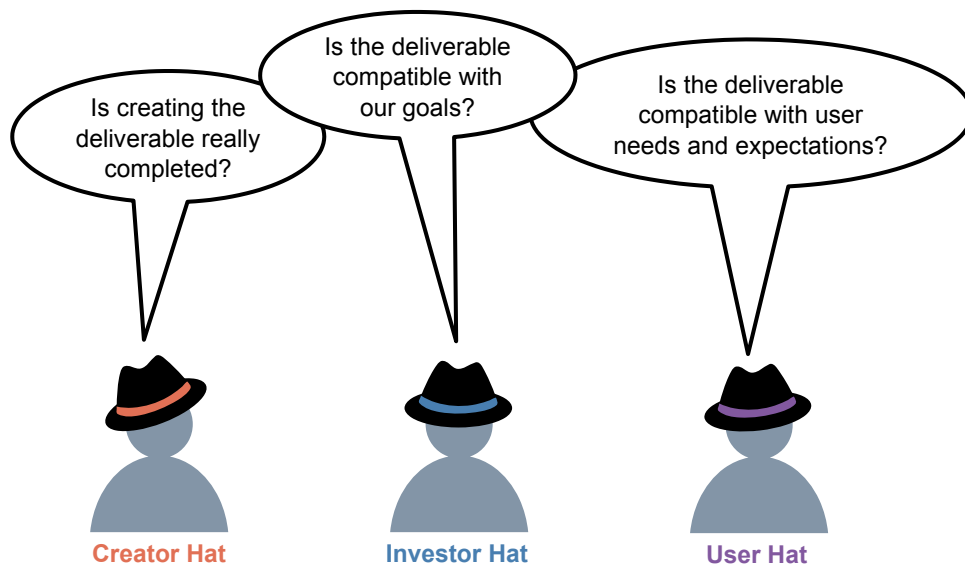 Is creating the
deliverable really
completed?
Is the deliverable
compatible with
our goals?
Is the deliverable
compatible with user
needs and expectations?
Creator Hat
Investor Hat
User Hat